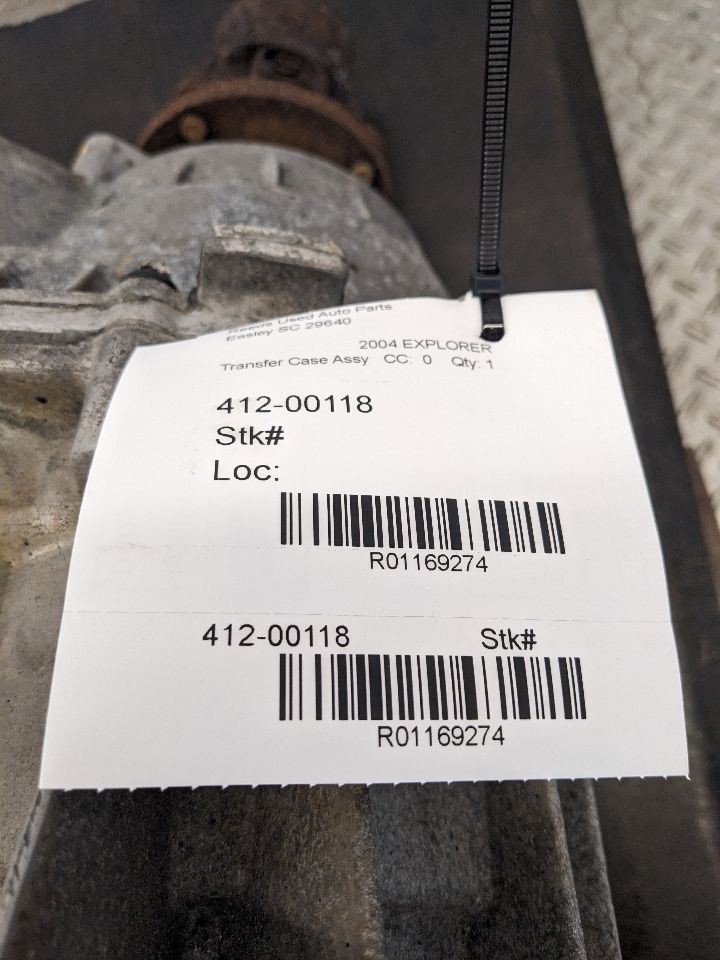 Reeds Used Auto Parts
Easley SC 29640
2004 EXPLORER
Transfer Case Assy CC: 0 Qty: 1
412-00118
Stk#
Loc:
R01169274
412-00118 Stk#
R01169274